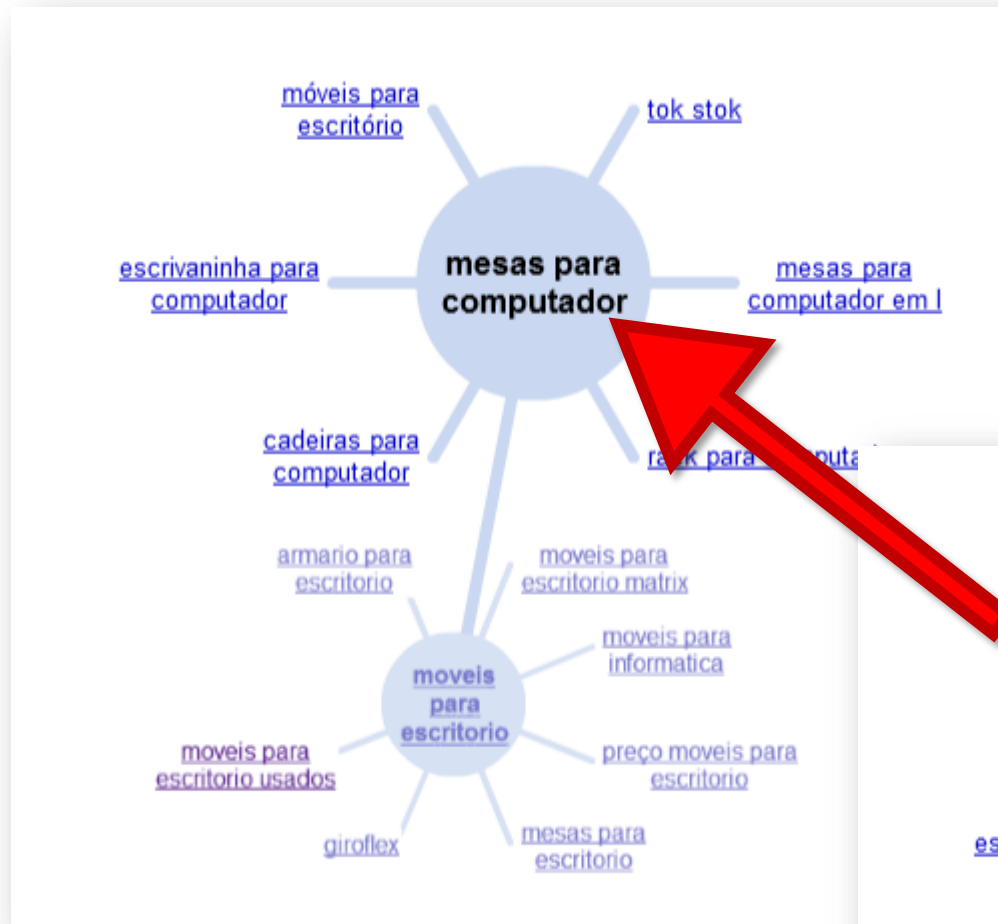 móveis para
escritório
tok stok
mesas para
computador
escrivaninha para
computador
mesas para
computador em l
cadeiras para
computador
para
armario para
escritorio
moveis para
escritorio matrix
moveis para
informatica
moveis
para
escritorio
moveis para
escritorio usados
preço moveis para
escritorio
giroflex
mesas para
escritorio